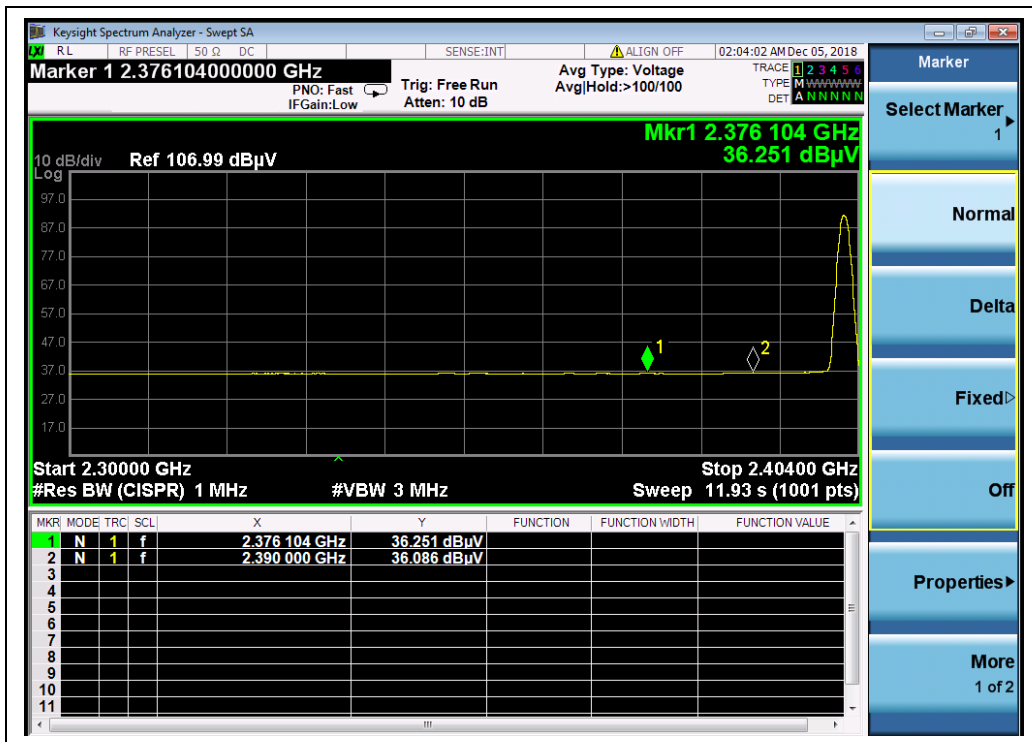 Keysight Spectrum Analyzer - Swept SA
LXI RL RF PRESEL 50 Ω DC SENSE:INT ALIGN OFF 02:04:02 AM Dec 05, 2018
Marker 1 2.376104000000 GHz
PNO: Fast
IFGain:Low
Trig: Free Run
Atten: 10 dB
Avg Type: Voltage
Avg|Hold:>100/100
TRACE 1 2 3 4 5 6
TYPE M WWWWW
DET A N N N N N
Mkr1 2.376 104 GHz
36.251 dBµV
10 dB/div Ref 106.99 dBµV
Log
97.0
87.0
77.0
67.0
57.0
47.0
37.0
27.0
17.0
1
2
Start 2.30000 GHz Stop 2.40400 GHz
#Res BW (CISPR) 1 MHz #VBW 3 MHz Sweep 11.93 s (1001 pts)
MKR MODE TRC SCL X Y FUNCTION FUNCTION WIDTH FUNCTION VALUE
1 N 1 f 2.376 104 GHz 36.251 dBµV
2 N 1 f 2.390 000 GHz 36.086 dBµV
3
4
5
6
7
8
9
10
11
Marker
Select Marker
1
Normal
Delta
Fixed
Off
Properties
More
1 of 2